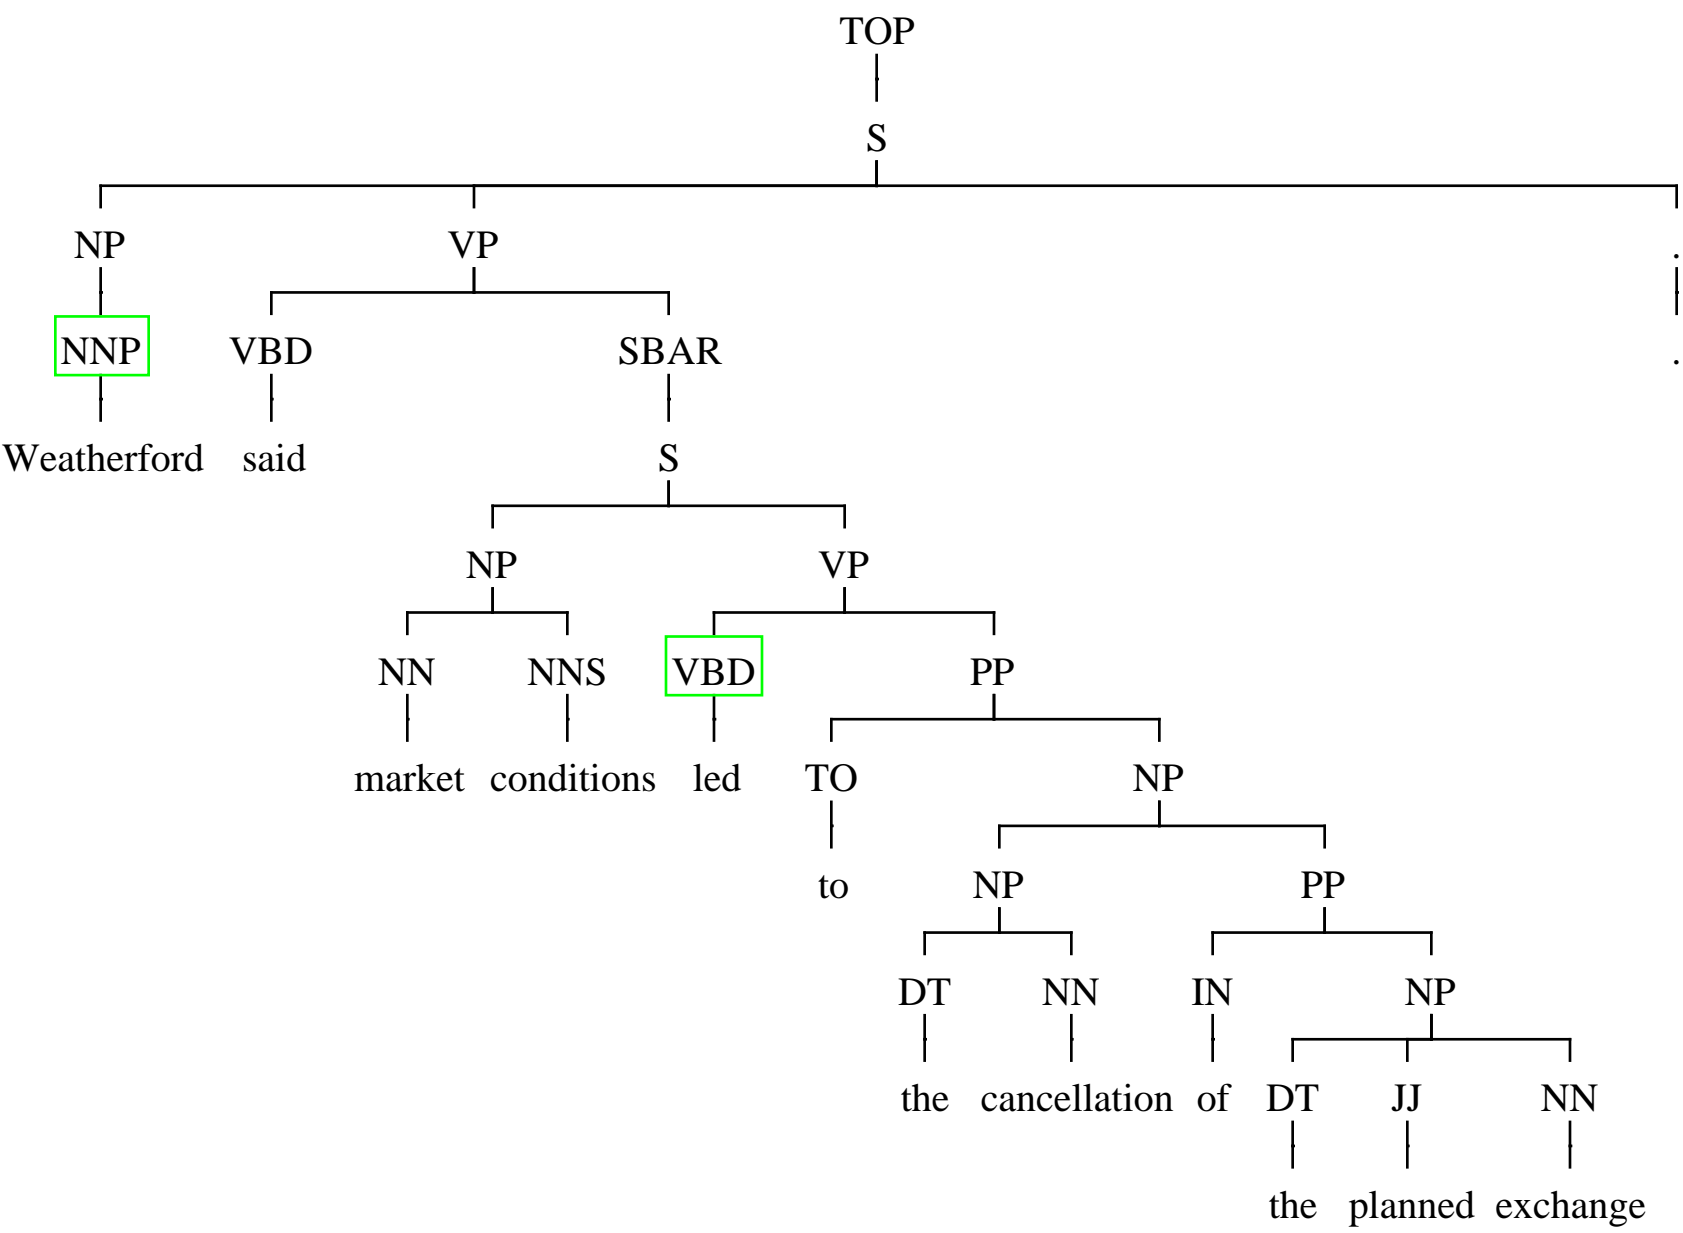 TOP
S
NP VP .
NNP VBD SBAR .
Weatherford said S
NP VP
NN NNS VBD PP
market conditions led TO NP
to NP PP
DT NN IN NP
the cancellation of DT JJ NN
the planned exchange